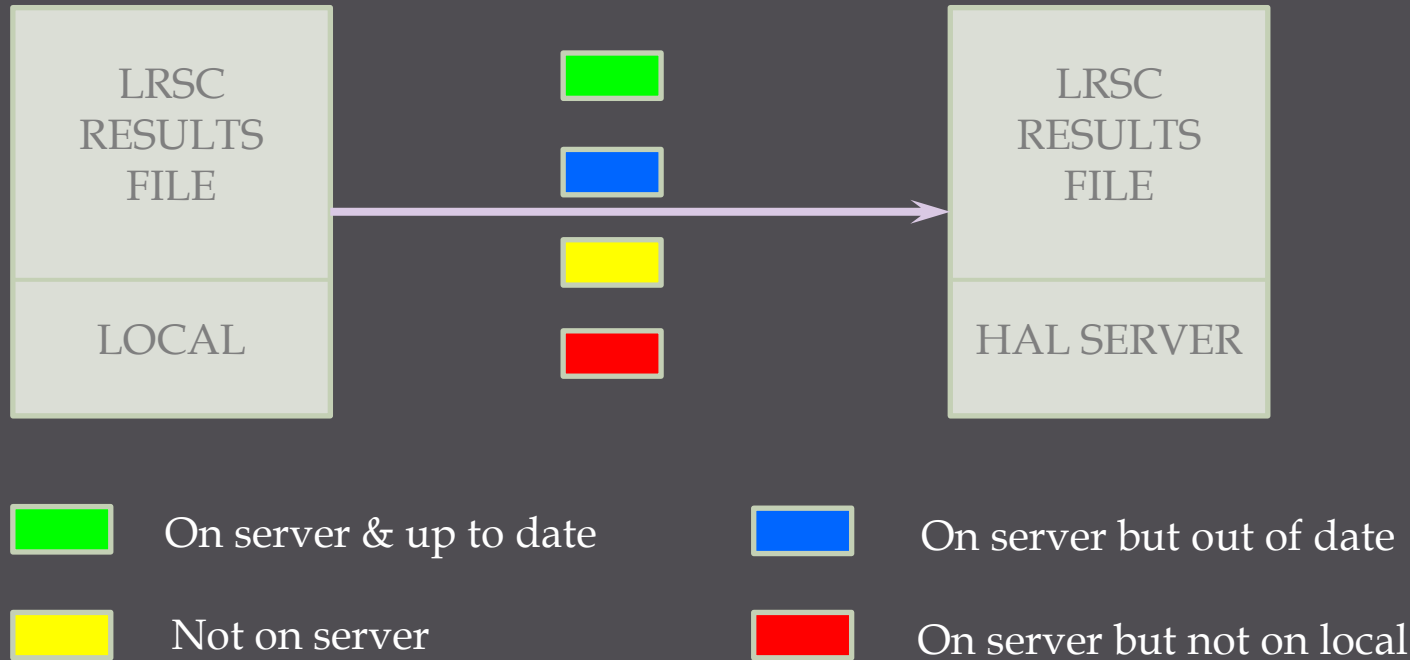 LRSC
RESULTS
FILE
LOCAL
LRSC
RESULTS
FILE
HAL SERVER
On server & up to date
On server but out of date
Not on server
On server but not on local